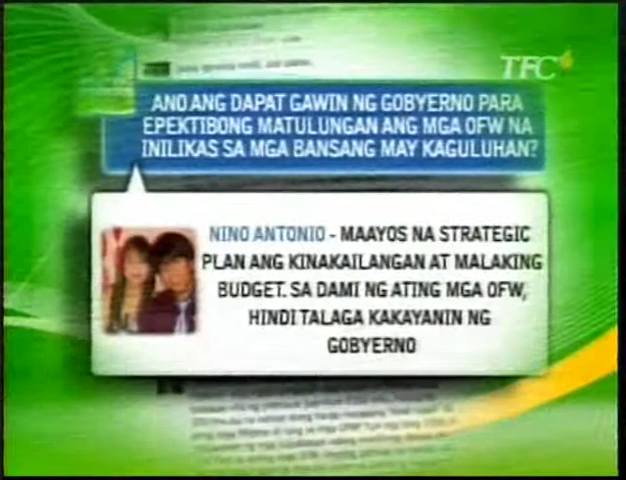 TFC
ANO ANG DAPAT GAWIN NG GOBYERNO PARA
EPEKTIBONG MATULUNGAN ANG MGA OFW NA
INILIKAS SA MGA BANSANG MAY KAGULUHAN?
NINO ANTONIO - MAAYOS NA STRATEGIC
PLAN ANG KINAKAILANGAN AT MALAKING
BUDGET. SA DAMI NG ATING MGA OFW,
HINDI TALAGA KAKAYANIN NG
GOBYERNO